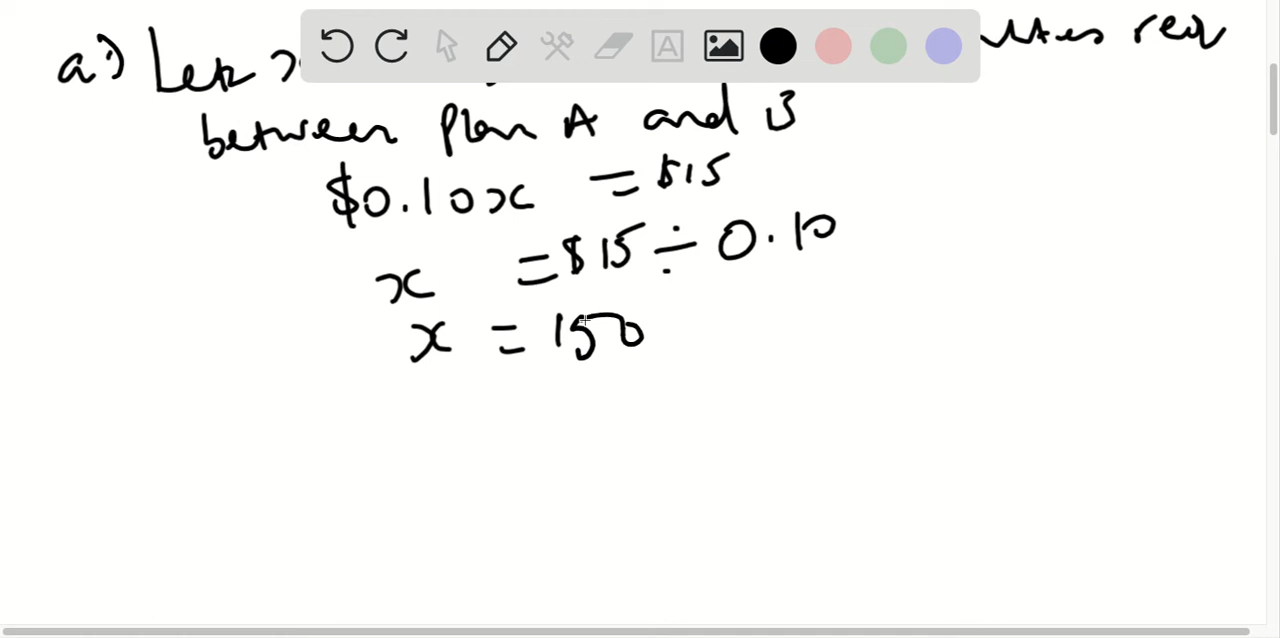 a.) Let x
between plan A and B
$0.10x = $15
x = $15 ÷ 0.10
x = 150